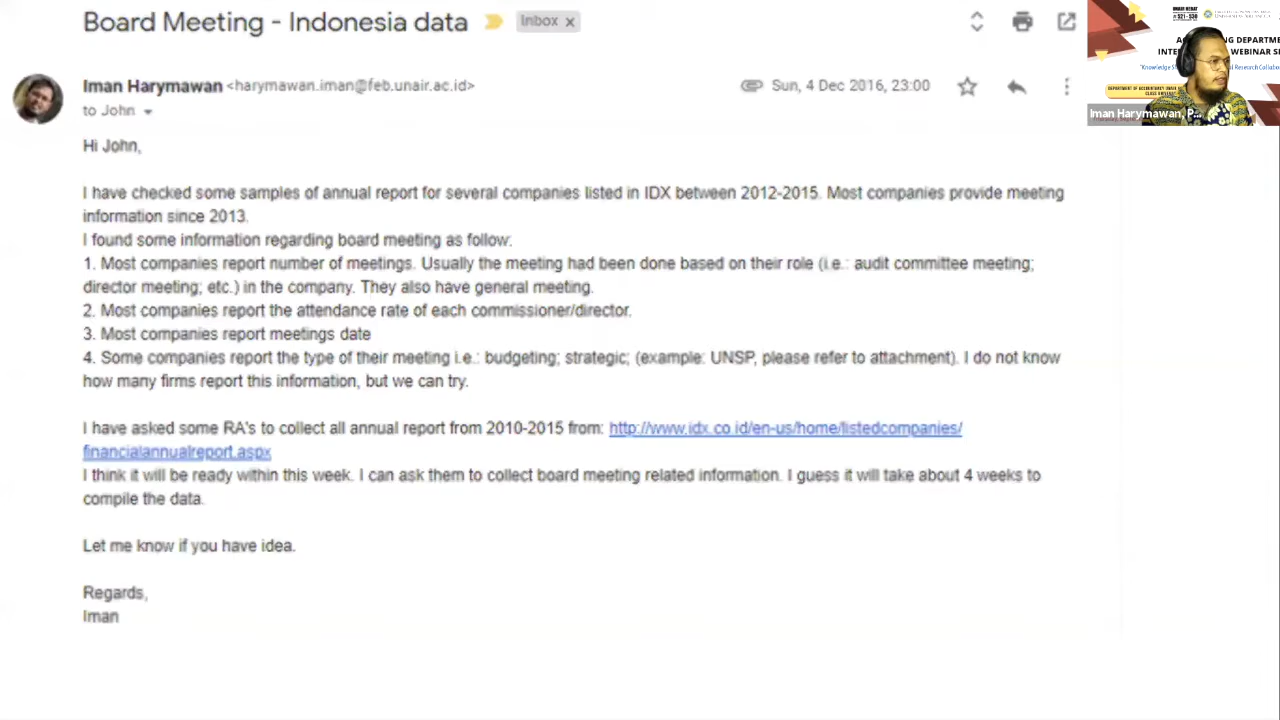 Board Meeting - Indonesia data
Inbox x
Iman Harymawan <harymawan.iman@feb.unair.ac.id>
Sun, 4 Dec 2016, 23:00
to John
Hi John,
I have checked some samples of annual report for several companies listed in IDX between 2012-2015. Most companies provide meeting
information since 2013.
I found some information regarding board meeting as follow:
1. Most companies report number of meetings. Usually the meeting had been done based on their role (i.e.: audit committee meeting;
director meeting; etc.) in the company. They also have general meeting.
2. Most companies report the attendance rate of each commissioner/director.
3. Most companies report meetings date
4. Some companies report the type of their meeting i.e.: budgeting; strategic; (example: UNSP, please refer to attachment). I do not know
how many firms report this information, but we can try.
I have asked some RA's to collect all annual report from 2010-2015 from: http://www.idx.co.id/en-us/home/listedcompanies/
financialannualreport.aspx
I think it will be ready within this week. I can ask them to collect board meeting related information. I guess it will take about 4 weeks to
compile the data.
Let me know if you have idea.
Regards,
Iman
WEBINAR
Iman Harymawan, P...